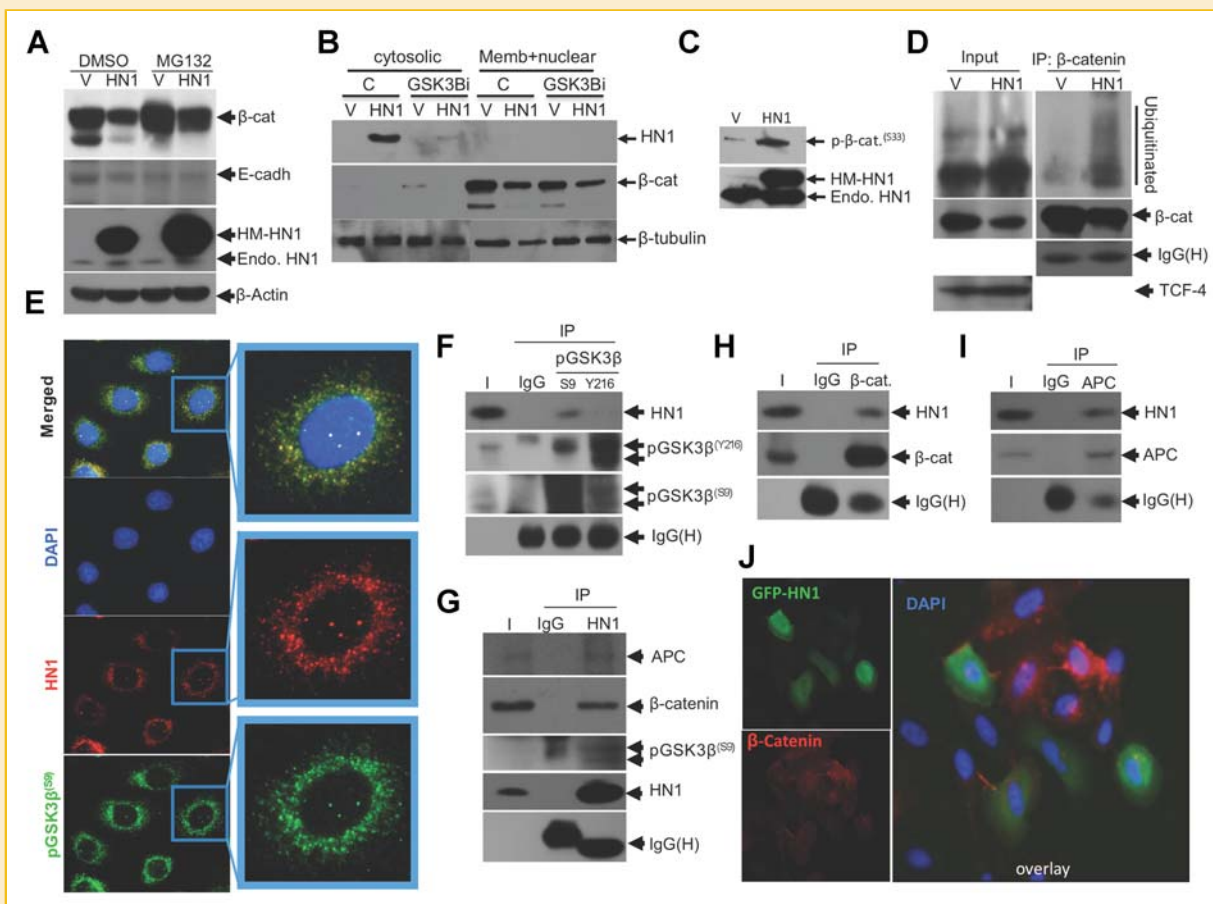 A
DMSO MG132
V HN1 V HN1
β-cat
E-cadh
HM-HN1
Endo. HN1
β-Actin
B
cytosolic Memb+nuclear
C GSK3Bi C GSK3Bi
V HN1 V HN1 V HN1 V HN1
HN1
β-cat
β-tubulin
C
V HN1
p-β-cat.(S33)
HM-HN1
Endo. HN1
D
Input IP: β-catenin
V HN1 V HN1
Ubiquitinated
β-cat
IgG(H)
TCF-4
E
Merged
DAPI
HN1
pGSK3β(S9)
F
IP
pGSK3β
I IgG S9 Y216
HN1
pGSK3β(Y216)
pGSK3β(S9)
IgG(H)
G
IP
I IgG HN1
APC
β-catenin
pGSK3β(S9)
HN1
IgG(H)
H
IP
I IgG β-cat.
HN1
β-cat
IgG(H)
I
IP
I IgG APC
HN1
APC
IgG(H)
J
GFP-HN1
DAPI
β-Catenin
overlay